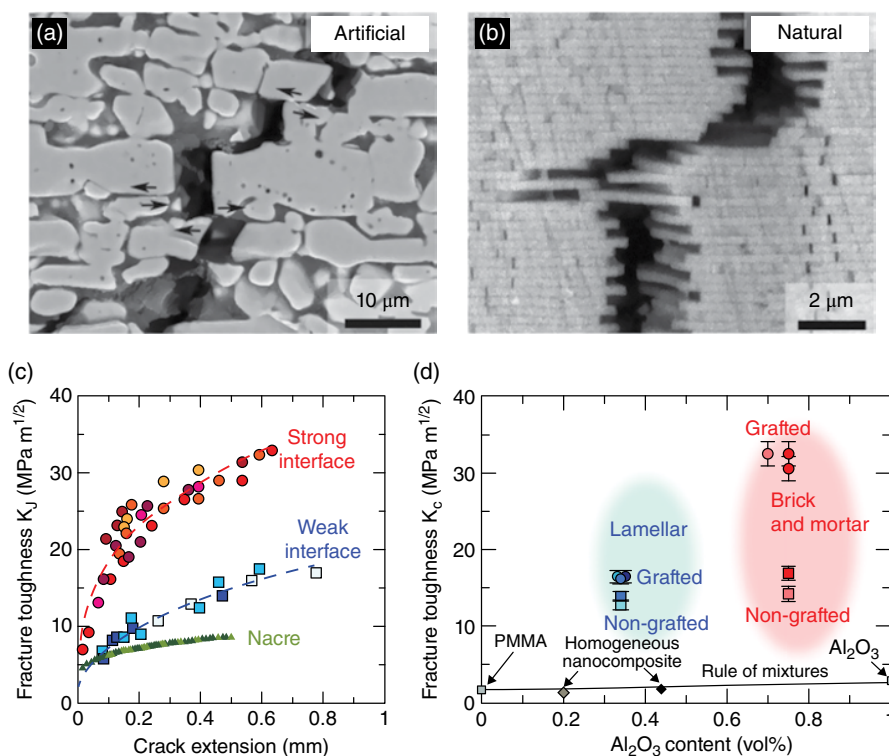 (a)
Artificial
10 μm
(b)
Natural
2 μm
(c)
Fracture toughness K_J (MPa m^1/2)
40
30
20
10
0
Strong
interface
Weak
interface
Nacre
0
0.2
0.4
0.6
0.8
1
Crack extension (mm)
(d)
Fracture toughness K_c (MPa m^1/2)
40
30
20
10
0
Grafted
Brick
and mortar
Non-grafted
Lamellar
Grafted
Non-grafted
PMMA
Homogeneous
nanocomposite
Rule of mixtures
Al₂O₃
0
0.2
0.4
0.6
0.8
1.0
Al₂O₃ content (vol%)